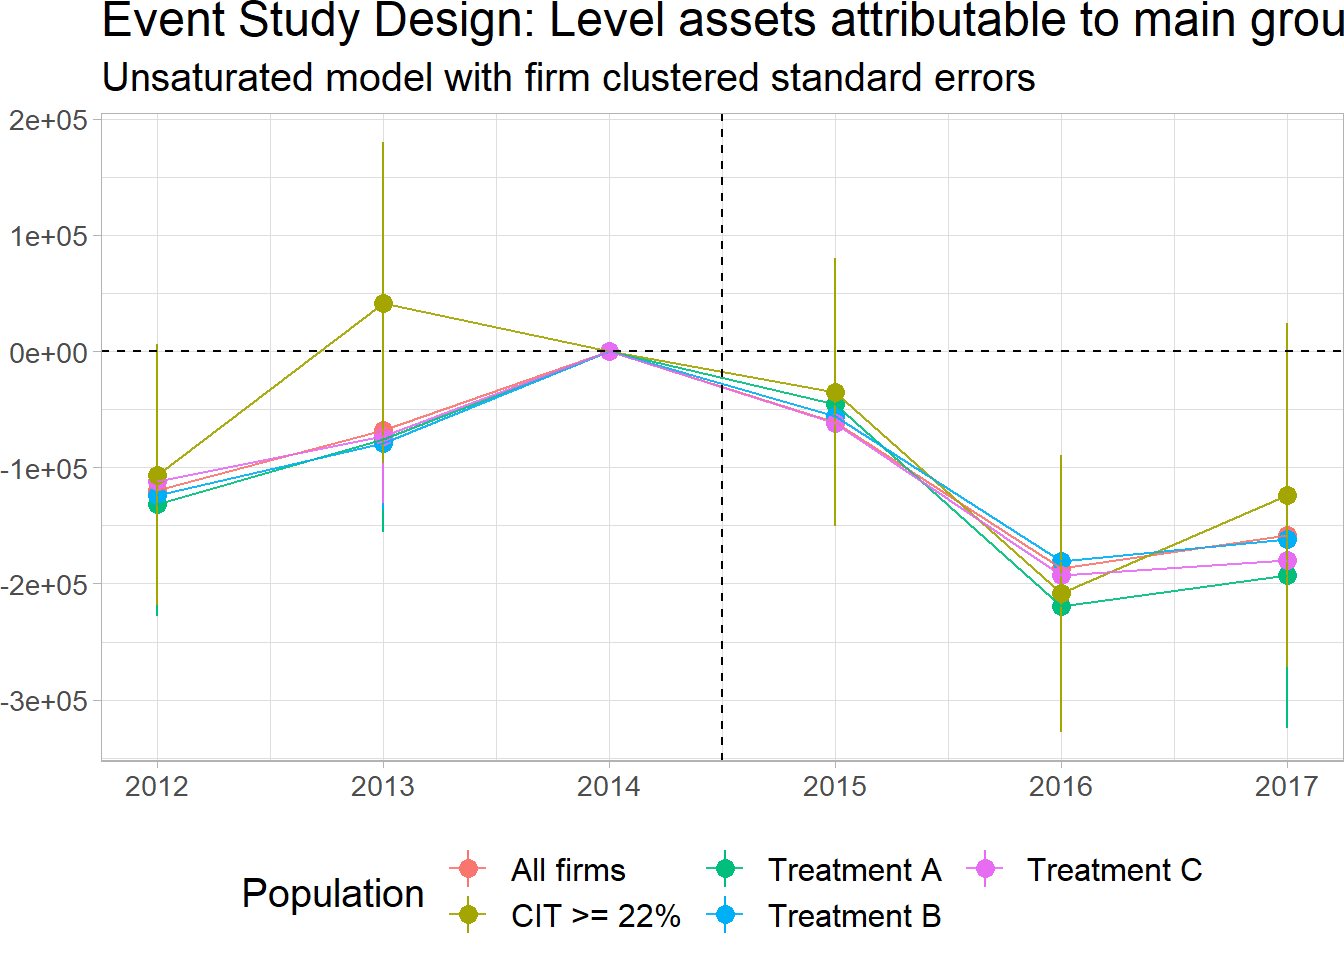 Event Study Design: Level assets attributable to main grou
Unsaturated model with firm clustered standard errors
2e+05
1e+05
0e+00
-1e+05
-2e+05
-3e+05
2012 2013 2014 2015 2016 2017
Population
All firms Treatment A Treatment C
CIT >= 22% Treatment B